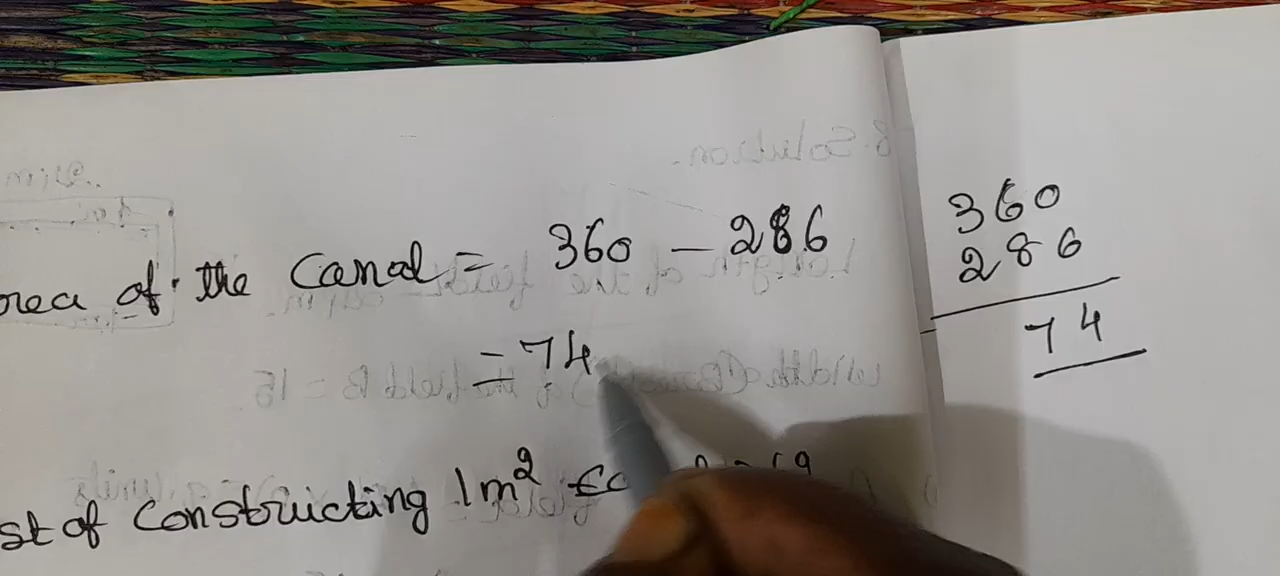 rea of the Canal = 360 - 286
= 74
st of Constructing 1m²
360
286
74